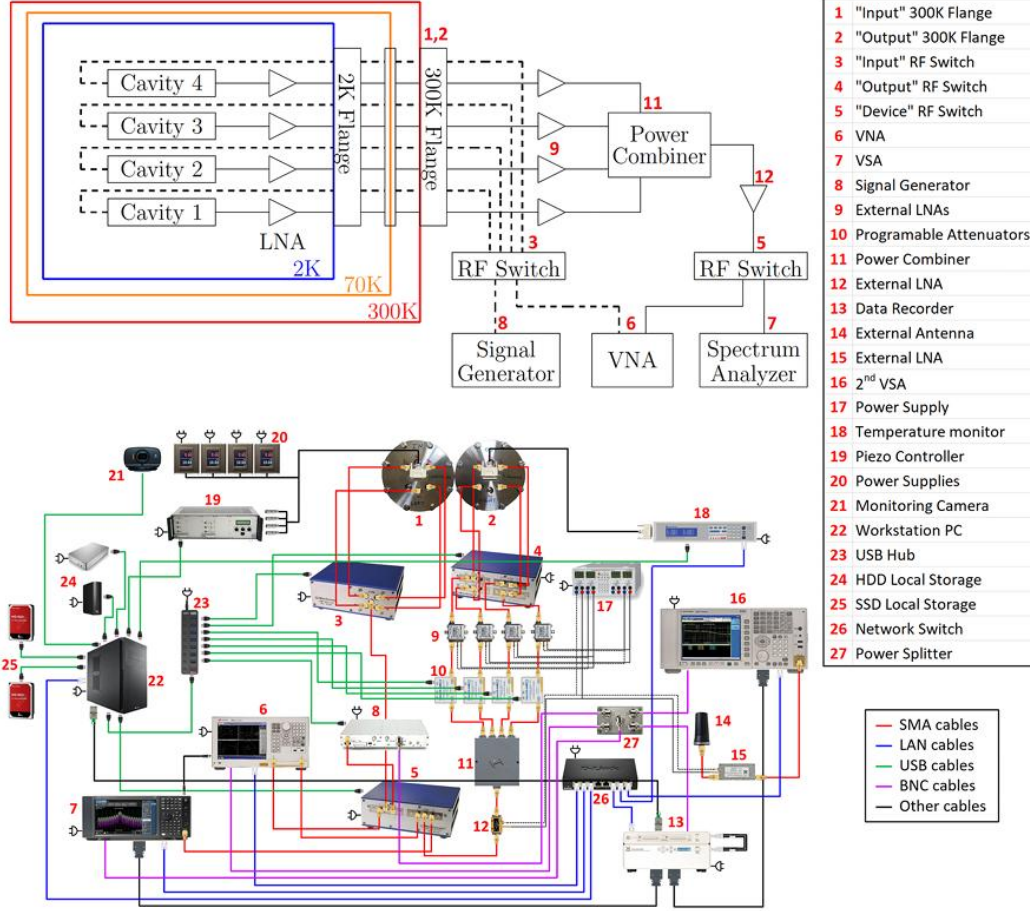 1,2
Cavity 4
Cavity 3
Cavity 2
Cavity 1
LNA
2K
70K
300K
2K Flange
300K Flange
9
11
Power
Combiner
12
3
RF Switch
5
RF Switch
8
Signal
Generator
6
VNA
7
Spectrum
Analyzer
1 "Input" 300K Flange
2 "Output" 300K Flange
3 "Input" RF Switch
4 "Output" RF Switch
5 "Device" RF Switch
6 VNA
7 VSA
8 Signal Generator
9 External LNAs
10 Programable Attenuators
11 Power Combiner
12 External LNA
13 Data Recorder
14 External Antenna
15 External LNA
16 2nd VSA
17 Power Supply
18 Temperature monitor
19 Piezo Controller
20 Power Supplies
21 Monitoring Camera
22 Workstation PC
23 USB Hub
24 HDD Local Storage
25 SSD Local Storage
26 Network Switch
27 Power Splitter
20
21
19
1
2
18
24
23
3
4
17
16
9
25
22
10
6
8
27
14
11
15
7
5
26
12
13
SMA cables
LAN cables
USB cables
BNC cables
Other cables